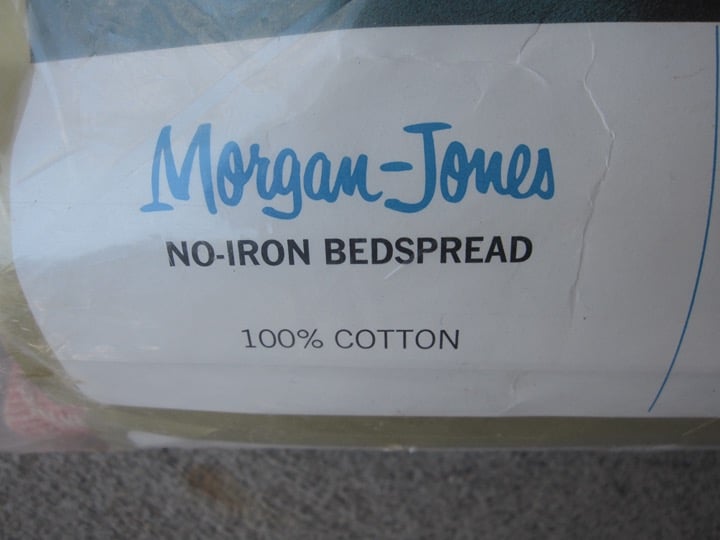 Morgan-Jones
NO-IRON BEDSPREAD
100% COTTON